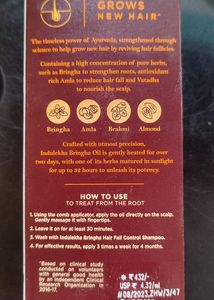 GROWS
NEW HAIR*
The timeless power of Ayurveda, strengthened through
science to help grow new hair by reviving hair follicles.
Containing a high concentration of pure herbs,
such as Bringha to strengthen roots, antioxidant
rich Amla to reduce hair fall and Vatadha
to nourish the scalp.
Bringha Amla Brahmi Almond
Crafted with utmost precision,
Indulekha Bringha Oil is gently heated for over
two days, with one of its herbs matured in sunlight
for up to 32 hours to unleash its potency.
HOW TO USE
TO TREAT FROM THE ROOT
1. Using the comb applicator, apply the oil directly on the scalp.
Gently massage it with fingertips.
2. Leave it on for at least 30 minutes.
3. Wash with Indulekha Bringha Hair Fall Control Shampoo.
4. For effective results, apply 3 times a week for 4 months.
*Based on clinical study
conducted on volunteers
with general good health
by an independent Clinical
Research Organization in
2016-17.
₹432/-
USP ₹ 4.32/ml
#08/2023,ZHW/3/47